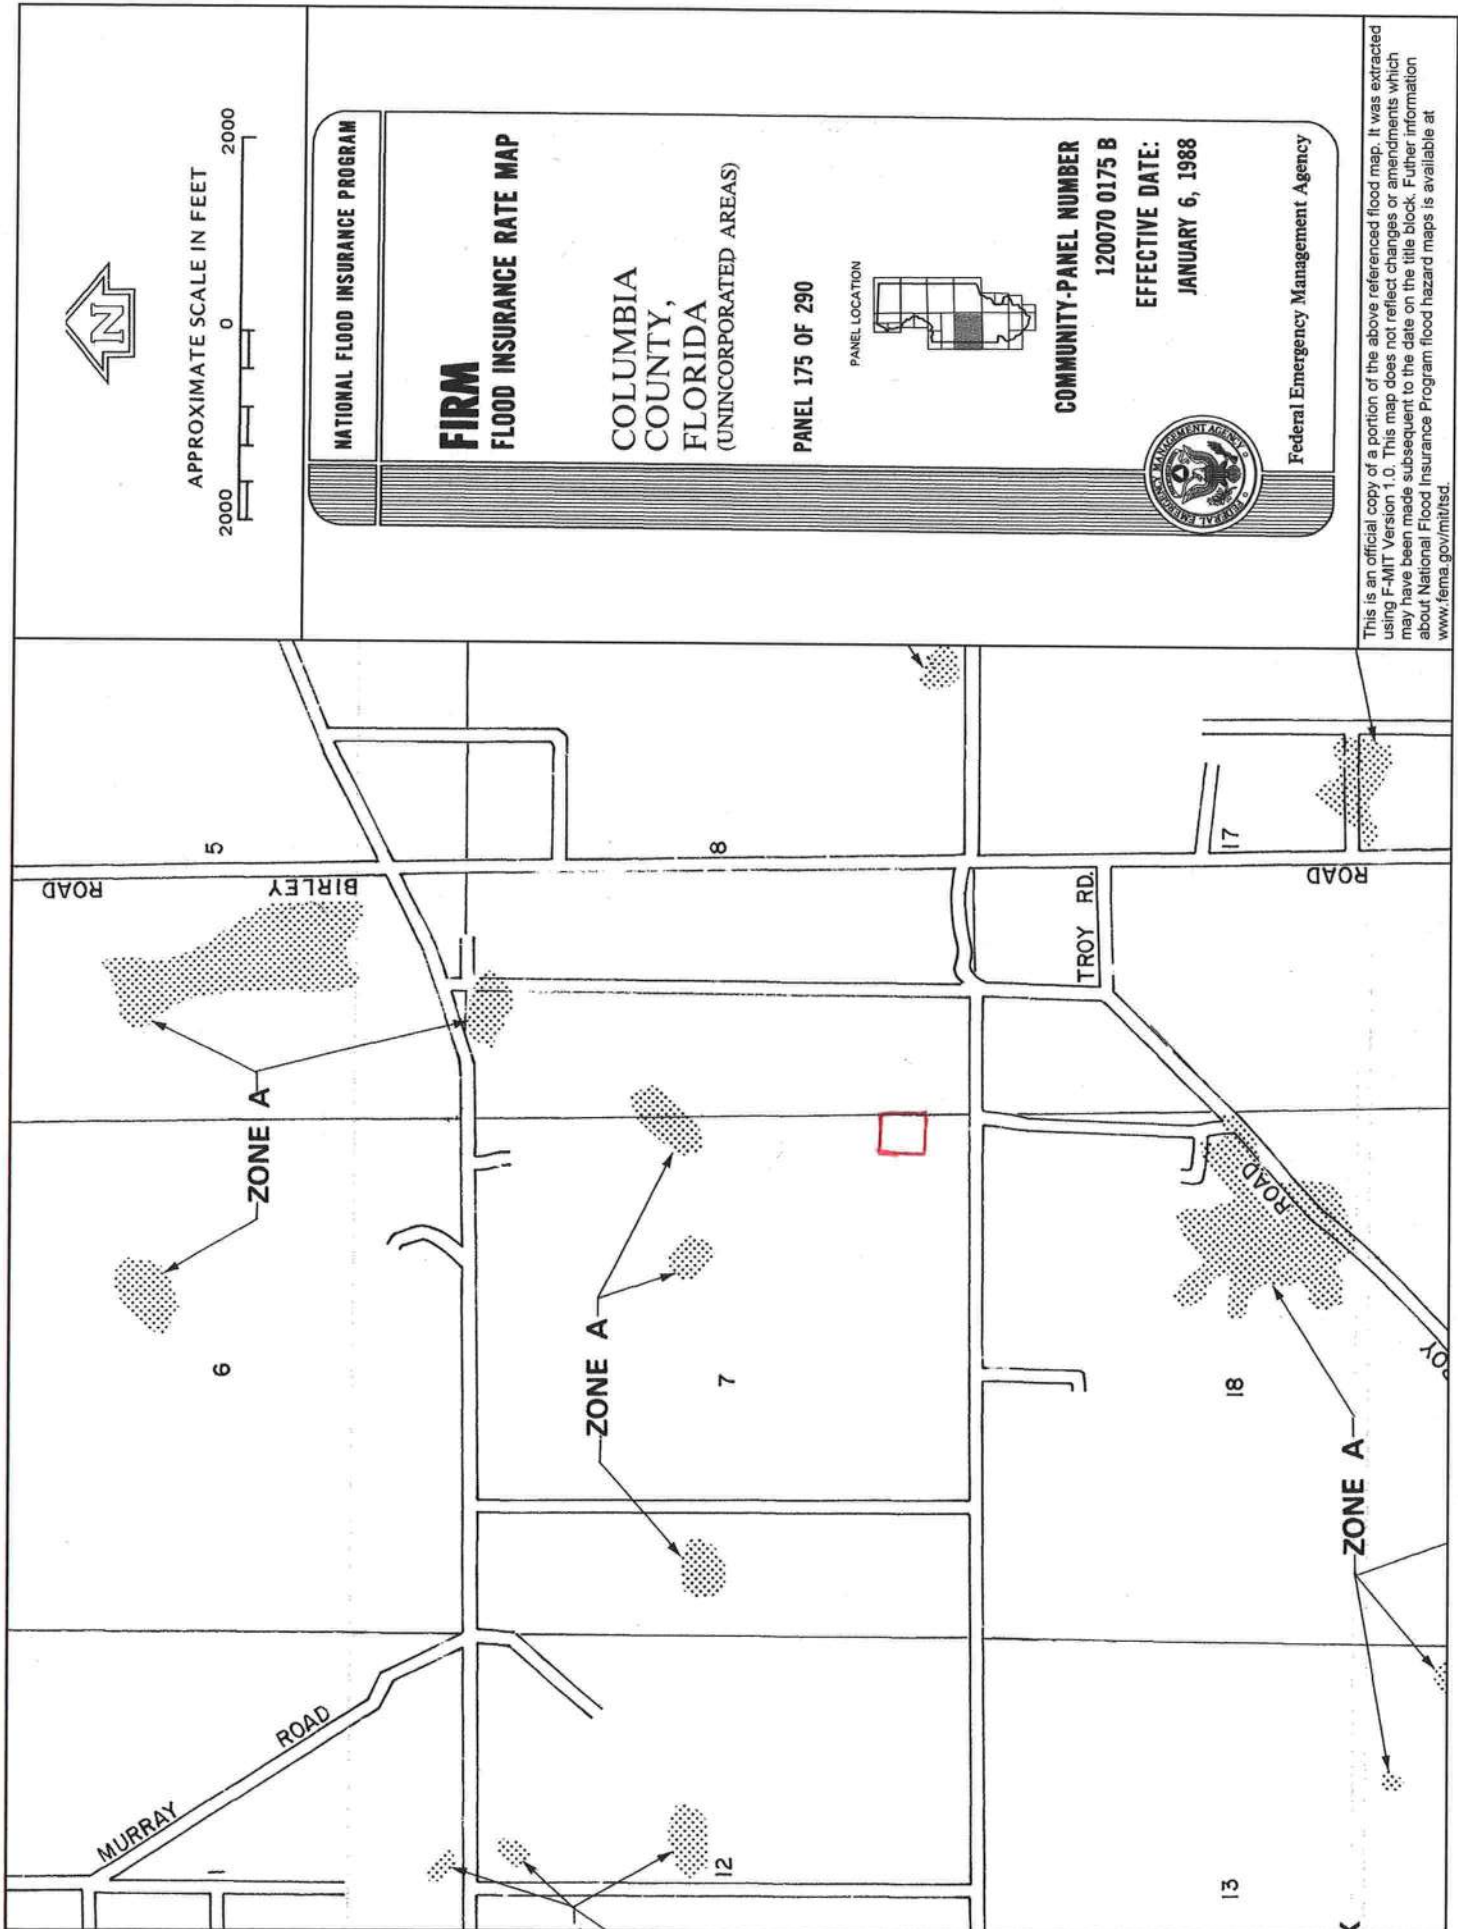 APPROXIMATE SCALE IN FEET
2000 0 2000
N
NATIONAL FLOOD INSURANCE PROGRAM
FIRM
FLOOD INSURANCE RATE MAP
COLUMBIA
COUNTY,
FLORIDA
(UNINCORPORATED AREAS)
PANEL 175 OF 290
PANEL LOCATION
COMMUNITY-PANEL NUMBER
120070 0175 B
EFFECTIVE DATE:
JANUARY 6, 1988
FEDERAL EMERGENCY MANAGEMENT AGENCY
Federal Emergency Management Agency
This is an official copy of a portion of the above referenced flood map. It was extracted
using F-MIT Version 1.0. This map does not reflect changes or amendments which
may have been made subsequent to the date on the title block. Futher information
about National Flood Insurance Program flood hazard maps is available at
www.fema.gov/mit/tsd.
ROAD
BIRLEY
5
8
17
ROAD
TROY RD.
ZONE A
ZONE A
6
7
18
ROAD
ZONE A
MURRAY
ROAD
1
12
13